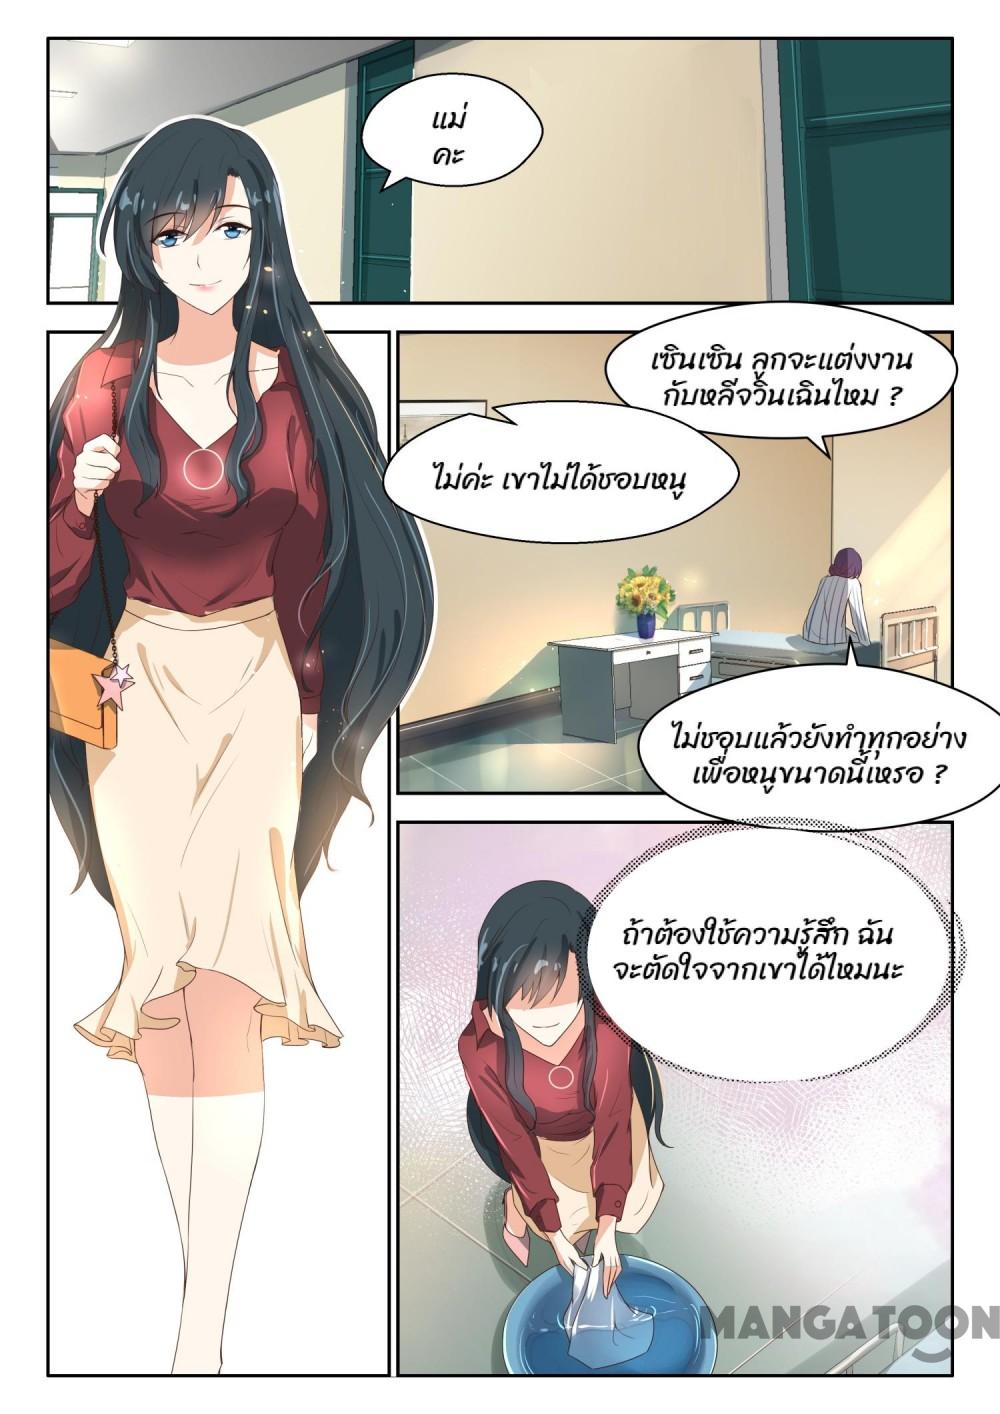 แม่
คะ
เซินเซิน ลูกจะแต่งงาน
กับหลีจวินเฉินไหม ?
ไม่ค่ะ เขาไม่ได้ชอบหนู
ไม่ชอบแล้วยังทำทุกอย่าง
เพื่อหนูขนาดนี้เหรอ ?
ถ้าต้องใช้ความรู้สึก ฉัน
จะตัดใจจากเขาได้ไหมนะ
MANGATOON